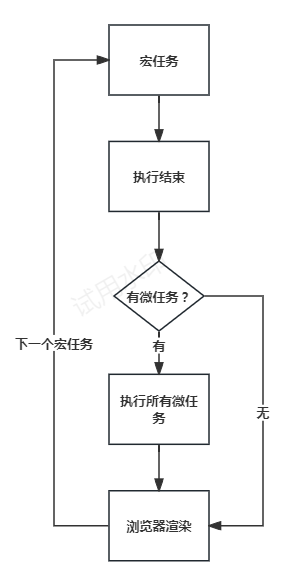 宏任务
执行结束
试用水印
有微任务？
下一个宏任务
有
执行所有微任
务
无
浏览器渲染